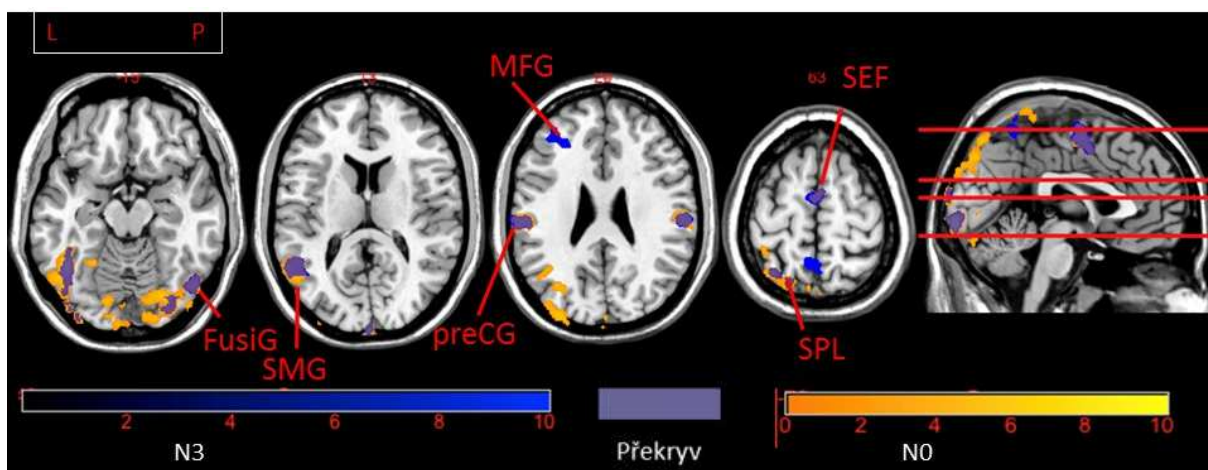 L P
MFG
63
SEF
FusiG
SMG
preCG
SPL
2 4 6 8 10
0 2 4 6 8 10
N3
Překryv
N0